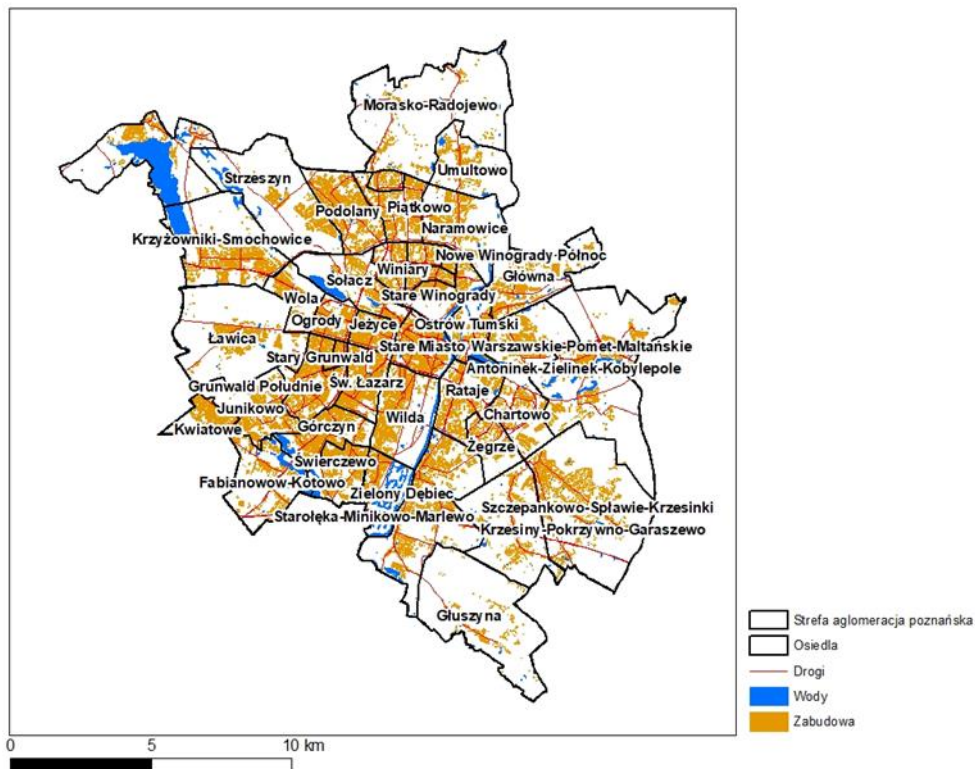 Morasko-Radojewo
Umultowo
Strzeszyn
Podolany
Piątkowo
Naramowice
Krzyżowniki-Smochowice
Nowe Winogrady-Północ
Winiary
Główna
Sołacz
Wola
Stare Winogrady
Ogrody
Jeżyce
Ostrów Tumski
Ławica
Stare Miasto
Warszawskie-Pomet-Maltańskie
Stary Grunwald
Antoninek-Zielinek-Kobylepole
Grunwald Południe
Św. Łazarz
Rataje
Junikowo
Wilda
Chartowo
Kwiatowe
Górczyn
Żegrze
Świerczewo
Fabianowow-Kotowo
Zielony Dębiec
Szczepankowo-Spławie-Krzesinki
Starołęka-Minikowo-Marlewo
Krzesiny-Pokrzywno-Garaszewo
Głuszyna
Strefa aglomeracja poznańska
Osiedla
Drogi
Wody
Zabudowa
0 5 10 km